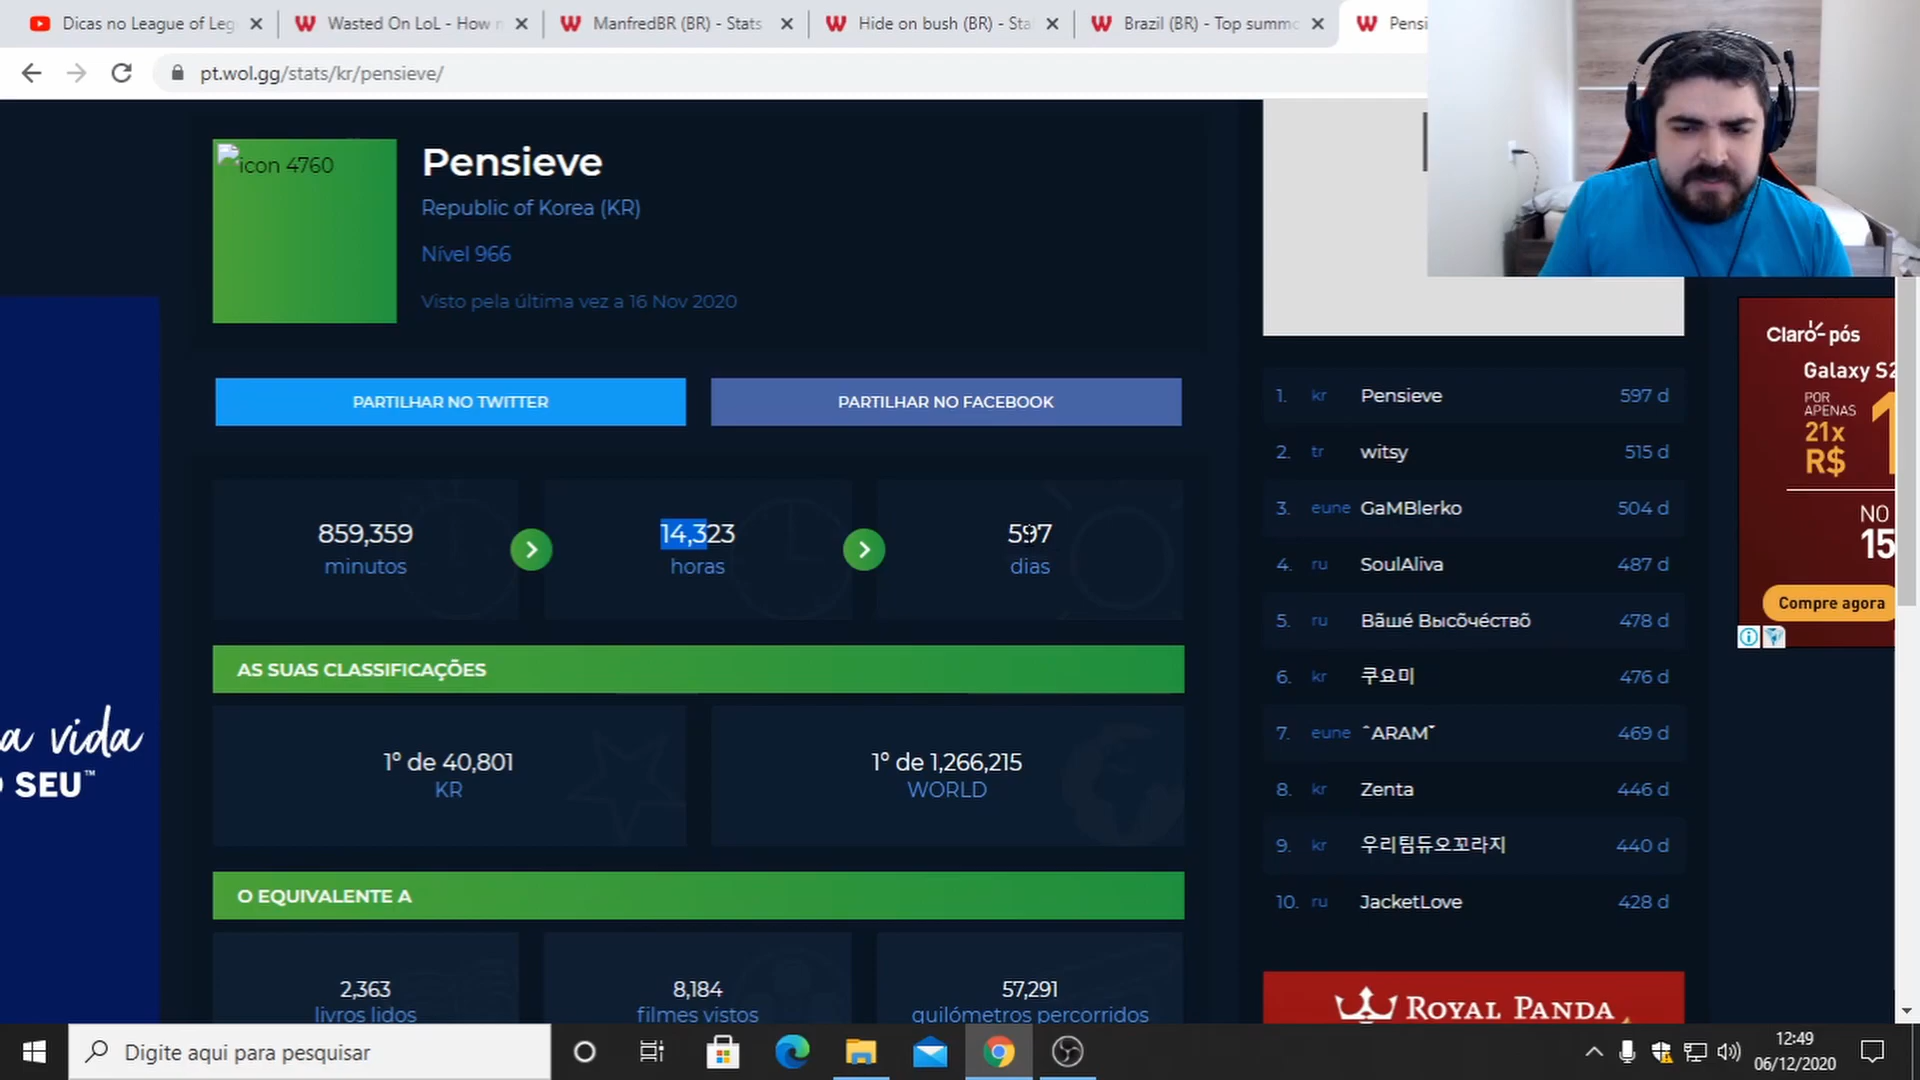 Dicas no League of Leg
Wasted On LoL - How n
ManfredBR (BR) - Stats
Hide on bush (BR) - Sta
Brazil (BR) - Top summo
Pensi
pt.wol.gg/stats/kr/pensieve/
icon 4760
Pensieve
Republic of Korea (KR)
Nível 966
Visto pela última vez a 16 Nov 2020
PARTILHAR NO TWITTER
PARTILHAR NO FACEBOOK
859,359
minutos
14,323
horas
597
dias
AS SUAS CLASSIFICAÇÕES
1º de 40,801
KR
1º de 1,266,215
WORLD
O EQUIVALENTE A
2,363
livros lidos
8,184
filmes vistos
57,291
quilómetros percorridos
1. kr Pensieve 597 d
2. tr witsy 515 d
3. eune GaMBlerko 504 d
4. ru SoulAliva 487 d
5. ru Вãшé Высõчéствõ 478 d
6. kr 쿠요미 476 d
7. eune ˆARAMˇ 469 d
8. kr Zenta 446 d
9. kr 우리팀듀오꼬라지 440 d
10. ru JacketLove 428 d
ROYAL PANDA
Claro-pós
Galaxy S2
POR
APENAS
21x
R$
1
NO
15
Compre agora
a vida
O SEU™
Digite aqui para pesquisar
12:49
06/12/2020